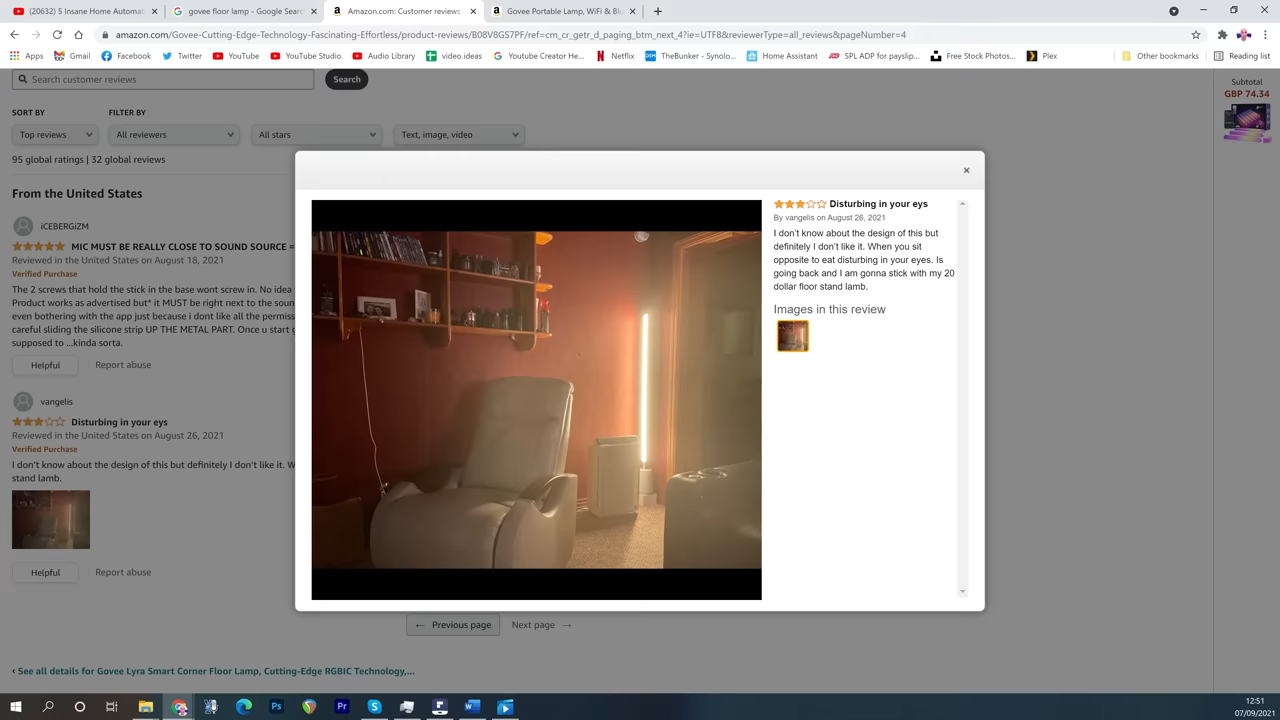 (20632) 5 Insane Home Automat
govee floor lamp - Google Search
Amazon.com: Customer reviews:
Govee Portable Lamp, WiFi & Blu
amazon.com/Govee-Cutting-Edge-Technology-Fascinating-Effortless/product-reviews/B08V8GS7PF/ref=cm_cr_getr_d_paging_btm_next_4?ie=UTF8&reviewerType=all_reviews&pageNumber=4
Apps Gmail Facebook Twitter YouTube YouTube Studio Audio Library video ideas Youtube Creator He... Netflix TheBunker - Synolo... Home Assistant SPL ADP for payslip... Free Stock Photos... Plex Other bookmarks Reading list
Search customer reviews Search
Subtotal
GBP 74.34
SORT BY FILTER BY
Top reviews All reviewers All stars Text, image, video
95 global ratings | 32 global reviews
From the United States
iCEBERGiZM
MIC MUST BE REALLY CLOSE TO SOUND SOURCE =
Reviewed in the United States on August 18, 2021
Verified Purchase
The 2 screws that hold the stick in the base wont screw in. No idea
Product works as advertised but* it MUST be right next to the soun
even bothering with the app just because i dont like all the permiss
careful sliding the silicone strip UP THE METAL PART. Once u start g
supposed to ...kinda sorta.
Helpful Report abuse
vangelis
Disturbing in your eys
Reviewed in the United States on August 26, 2021
Verified Purchase
I don't know about the design of this but definitely I don't like it. W
stand lamb.
Helpful Report abuse
×
Disturbing in your eys
By vangelis on August 26, 2021
I don't know about the design of this but
definitely I don't like it. When you sit
opposite to eat disturbing in your eyes. Is
going back and I am gonna stick with my 20
dollar floor stand lamb.
Images in this review
← Previous page Next page →
‹ See all details for Govee Lyra Smart Corner Floor Lamp, Cutting-Edge RGBIC Technology,...
12:51
07/09/2021